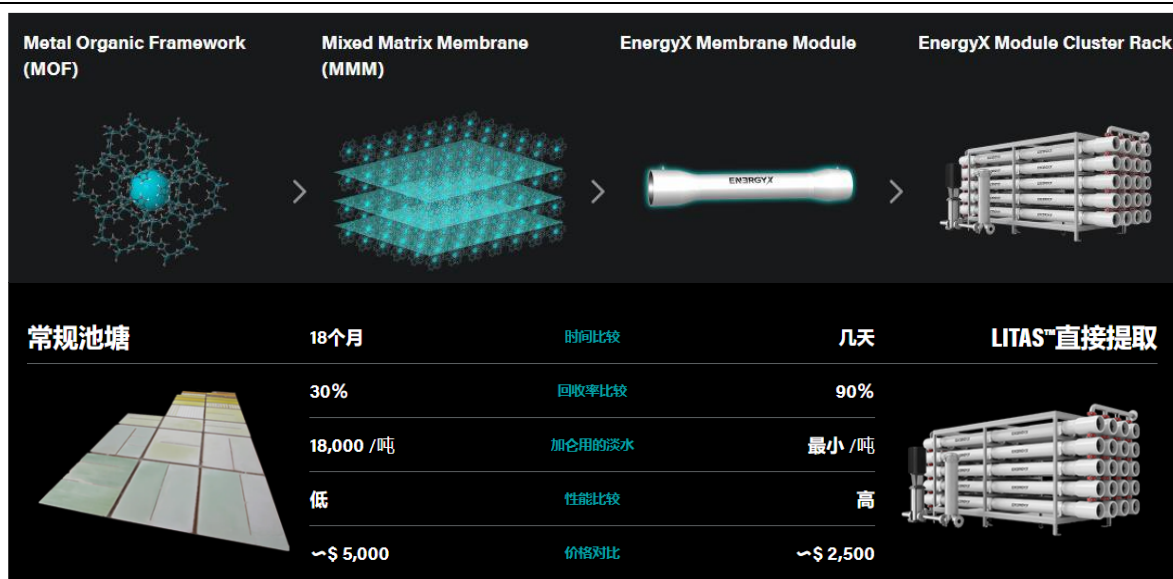 Metal Organic Framework
(MOF)
Mixed Matrix Membrane
(MMM)
EnergyX Membrane Module
EnergyX Module Cluster Rack
ENERGYX
常规池塘
18个月
时间比较
几天
LITAS™直接提取
30%
回收率比较
90%
18,000 /吨
加仑用的淡水
最小 /吨
低
性能比较
高
~$ 5,000
价格对比
~$ 2,500